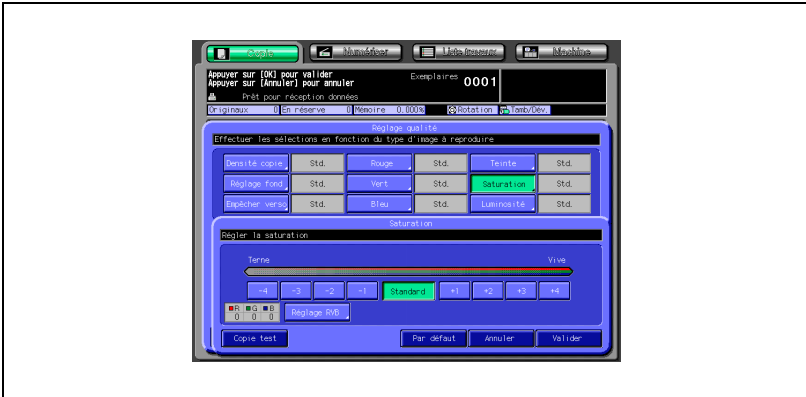 Copie Numériser Liste travaux Machine
Appuyer sur [OK] pour valider
Appuyer sur [Annuler] pour annuler
Exemplaires 0001
Prêt pour réception données
Originaux 0 En réserve 0 Mémoire 0.000% Rotation Tamb/Dév.
Réglage qualité
Effectuer les sélections en fonction du type d'image à reproduire
Densité copie Std. Rouge Std. Teinte Std.
Réglage fond Std. Vert Std. Saturation Std.
Empêcher verso Std. Bleu Std. Luminosité Std.
Saturation
Régler la saturation
Terne Vive
-4 -3 -2 -1 Standard +1 +2 +3 +4
R G B
0 0 0
Réglage RVB
Copie test Par défaut Annuler Valider